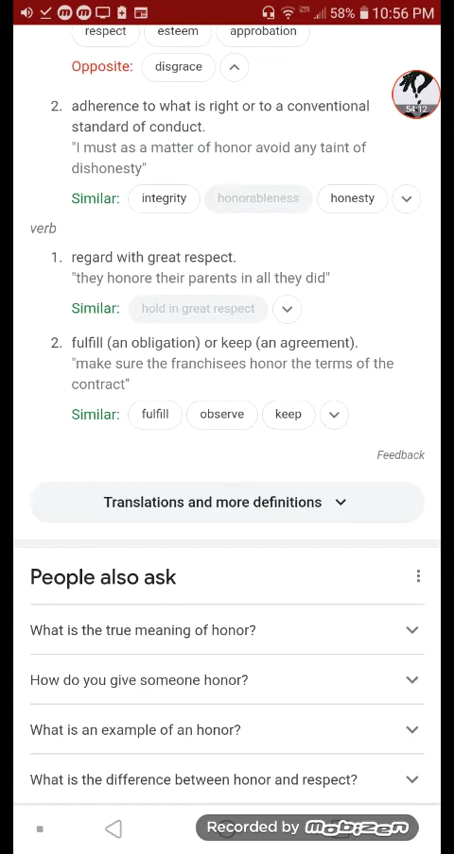 58% 10:56 PM
respect esteem approbation
Opposite: disgrace
54:12
2. adherence to what is right or to a conventional
standard of conduct.
"I must as a matter of honor avoid any taint of
dishonesty"
Similar: integrity honorableness honesty
verb
1. regard with great respect.
"they honore their parents in all they did"
Similar: hold in great respect
2. fulfill (an obligation) or keep (an agreement).
"make sure the franchisees honor the terms of the
contract"
Similar: fulfill observe keep
Feedback
Translations and more definitions
People also ask
What is the true meaning of honor?
How do you give someone honor?
What is an example of an honor?
What is the difference between honor and respect?
Recorded by mobizen